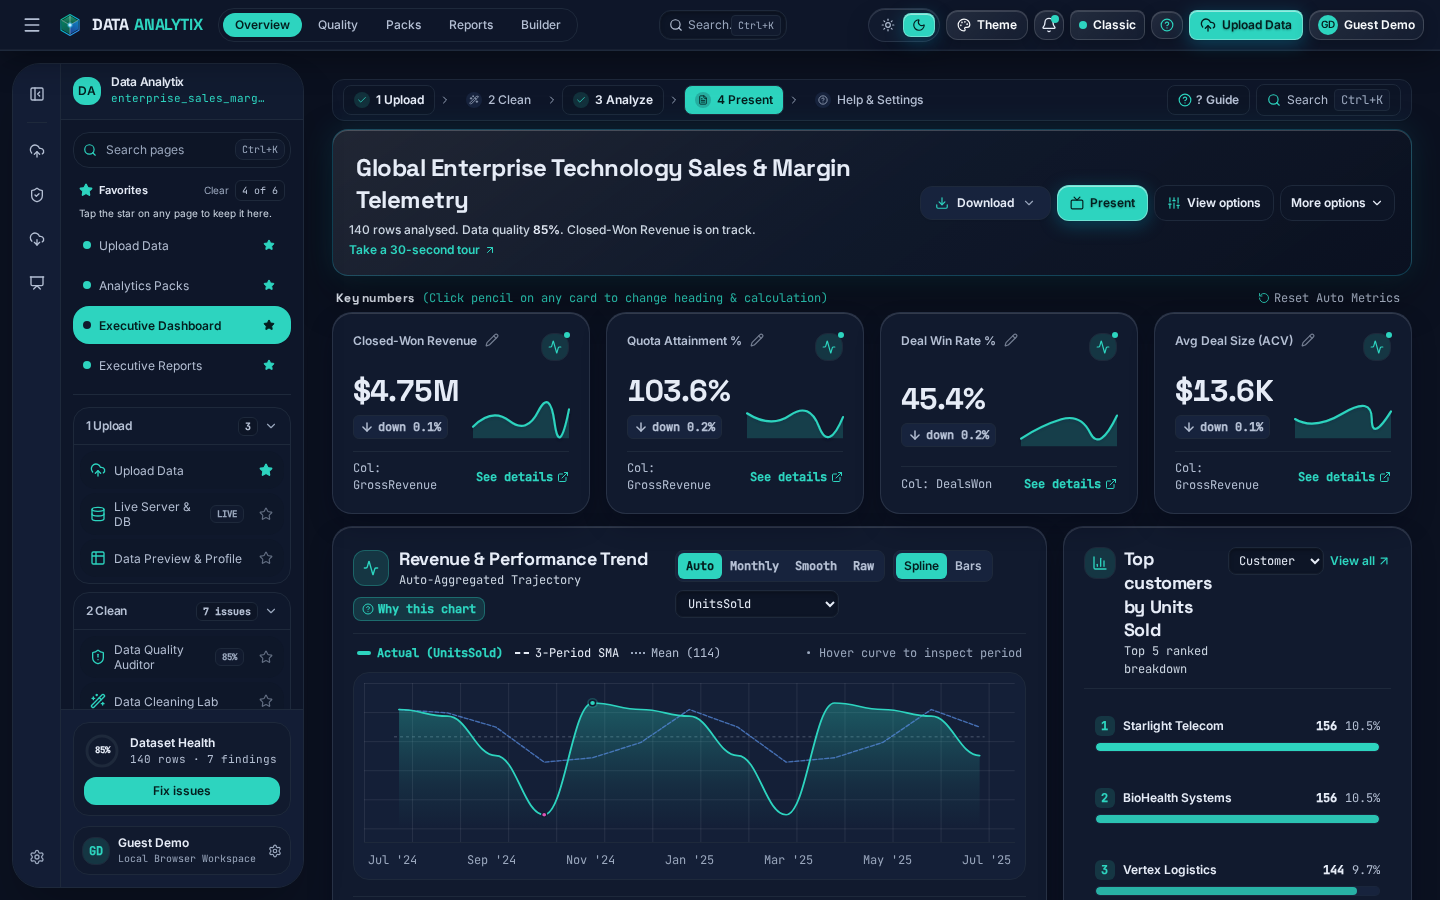 DATA ANALYTIX
Overview
Quality
Packs
Reports
Builder
Search.
Ctrl+K
Theme
Classic
Upload Data
GD
Guest Demo
DA
Data Analytix
enterprise_sales_marg…
Search pages
Ctrl+K
Favorites
Clear
4 of 6
Tap the star on any page to keep it here.
Upload Data
Analytics Packs
Executive Dashboard
Executive Reports
1 Upload
3
Upload Data
Live Server &
DB
LIVE
Data Preview & Profile
2 Clean
7 issues
Data Quality
Auditor
85%
Data Cleaning Lab
85%
Dataset Health
140 rows · 7 findings
Fix issues
GD
Guest Demo
Local Browser Workspace
1 Upload
2 Clean
3 Analyze
4 Present
Help & Settings
? Guide
Search
Ctrl+K
Global Enterprise Technology Sales & Margin
Telemetry
140 rows analysed. Data quality 85%. Closed-Won Revenue is on track.
Take a 30-second tour
Download
Present
View options
More options
Key numbers
(Click pencil on any card to change heading & calculation)
Reset Auto Metrics
Closed-Won Revenue
$4.75M
down 0.1%
Col:
GrossRevenue
See details
Quota Attainment %
103.6%
down 0.2%
Col:
GrossRevenue
See details
Deal Win Rate %
45.4%
down 0.2%
Col: DealsWon
See details
Avg Deal Size (ACV)
$13.6K
down 0.1%
Col:
GrossRevenue
See details
Revenue & Performance Trend
Auto-Aggregated Trajectory
Why this chart
Auto
Monthly
Smooth
Raw
Spline
Bars
UnitsSold
Actual (UnitsSold)
3-Period SMA
Mean (114)
• Hover curve to inspect period
Jul '24
Sep '24
Nov '24
Jan '25
Mar '25
May '25
Jul '25
Top
customers
by Units
Sold
Top 5 ranked
breakdown
Customer
View all
1
Starlight Telecom
156 10.5%
2
BioHealth Systems
156 10.5%
3
Vertex Logistics
144 9.7%